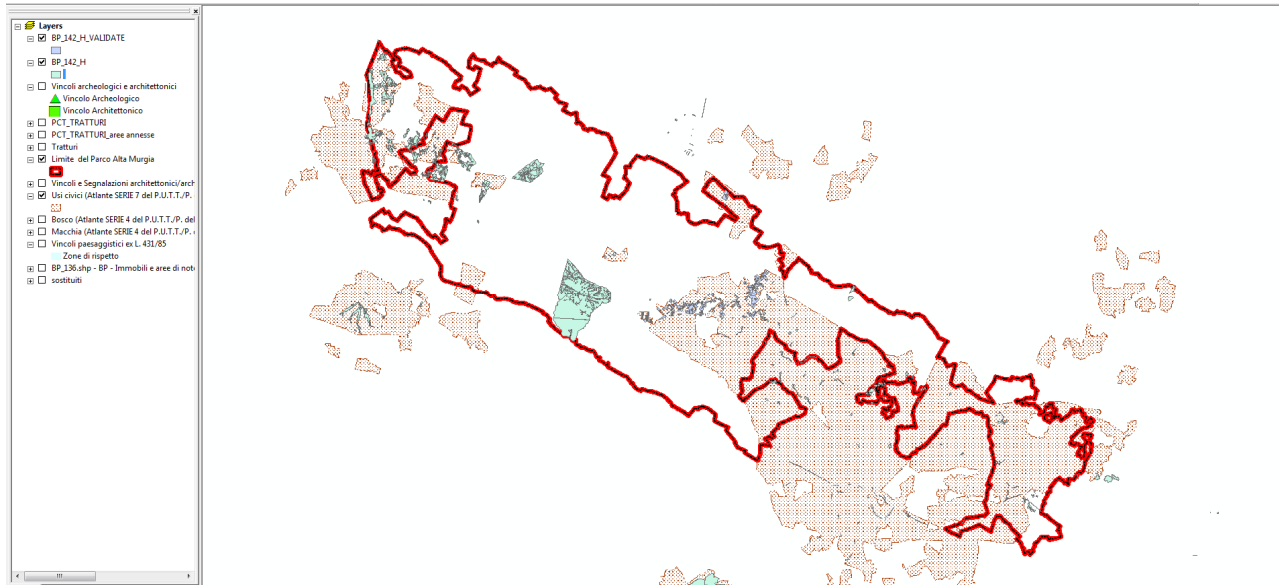 Layers
BP_142_H_VALIDATE
BP_142_H
Vincoli archeologici e architettonici
Vincolo Archeologico
Vincolo Architettonico
PCT_TRATTURI
PCT_TRATTURI_aree annesse
Tratturi
Limite del Parco Alta Murgia
Vincoli e Segnalazioni architettonici/arch
Usi civici (Atlante SERIE 7 del P.U.T.T./P.
Bosco (Atlante SERIE 4 del P.U.T.T./P. del
Macchia (Atlante SERIE 4 del P.U.T.T./P.
Vincoli paesaggistici ex L. 431/85
Zone di rispetto
BP_136.shp - BP - Immobili e aree di not
sostituiti